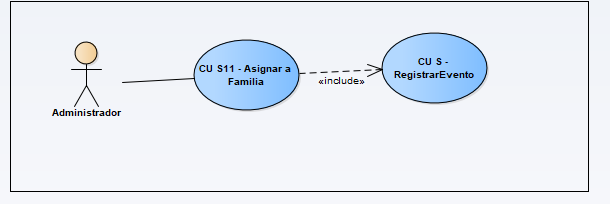 CU S11 - Asignar a
Familia
CU S -
RegistrarEvento
«include»
Administrador